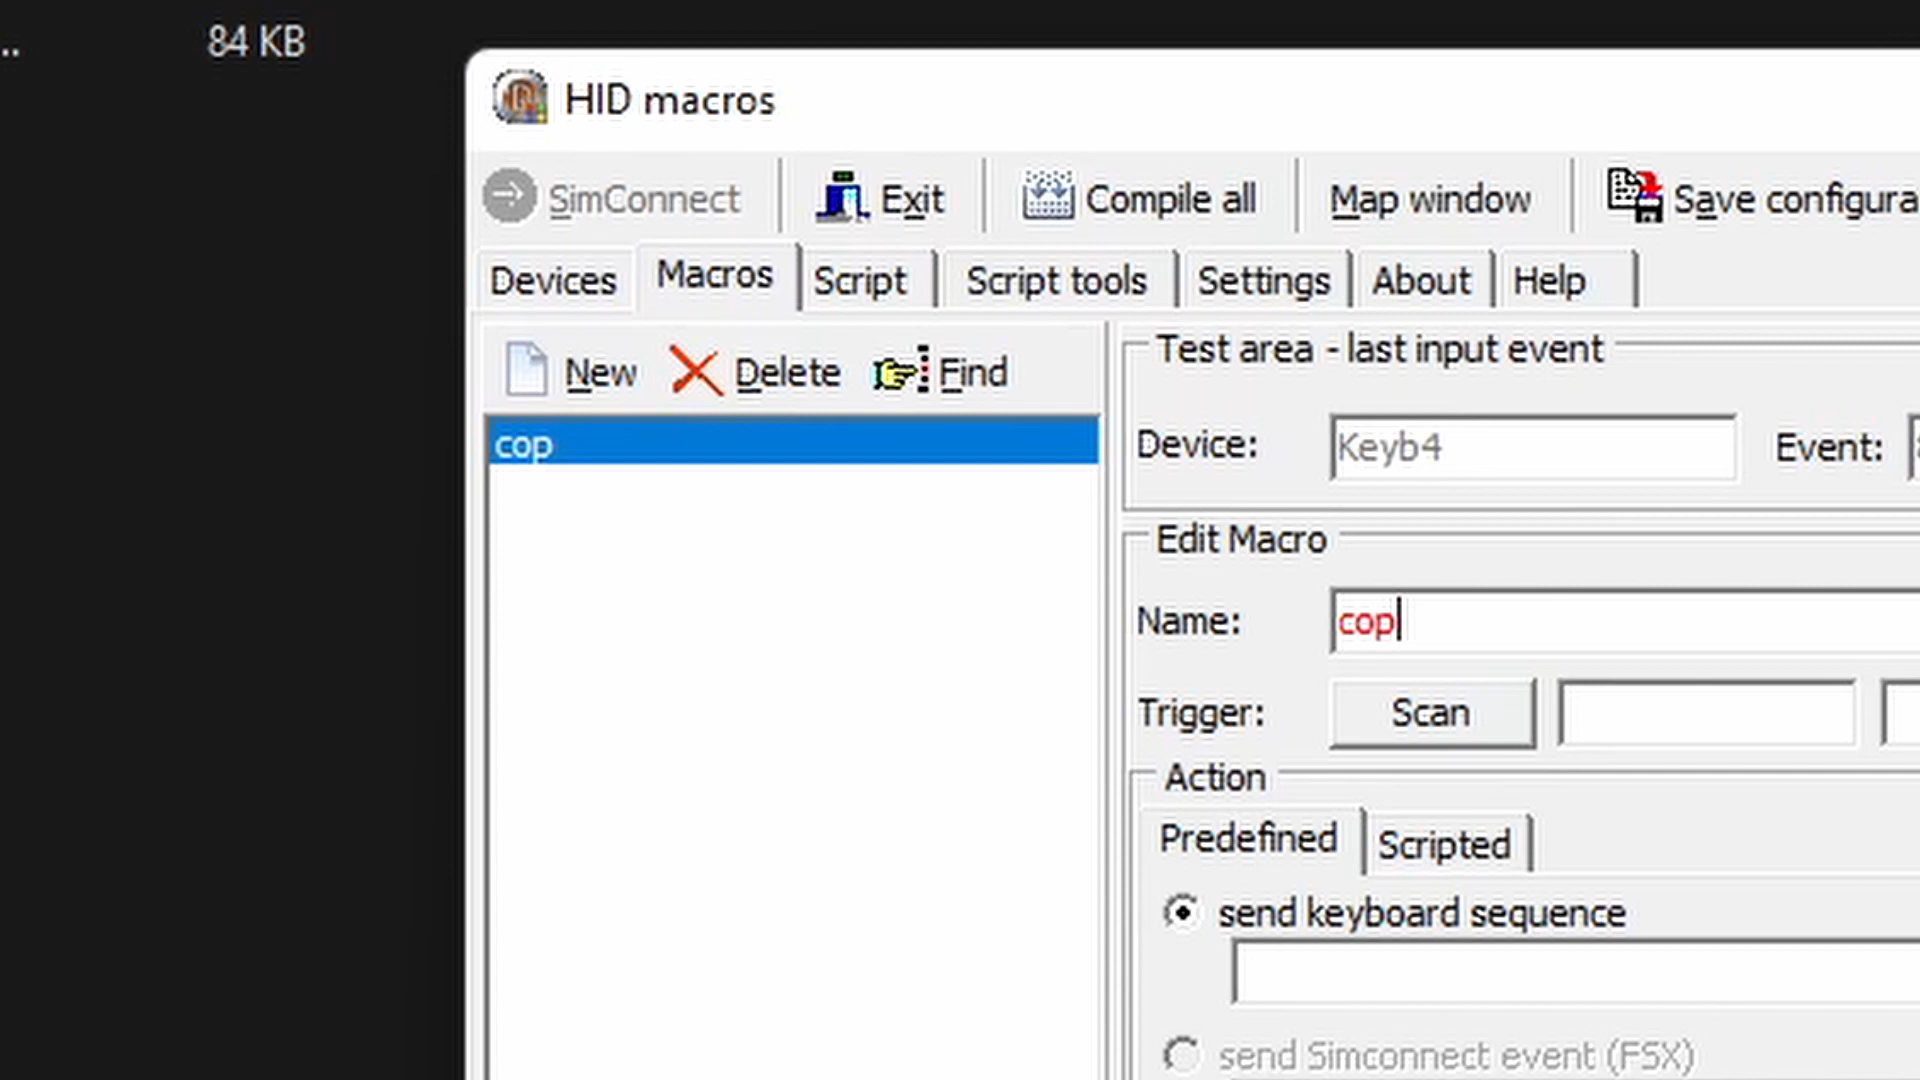 84 KB
HID macros
SimConnect Exit Compile all Map window Save configura
Devices Macros Script Script tools Settings About Help
New Delete Find
cop
Test area - last input event
Device: Keyb4 Event:
Edit Macro
Name: cop
Trigger: Scan
Action
Predefined Scripted
send keyboard sequence
send Simconnect event (FSX)